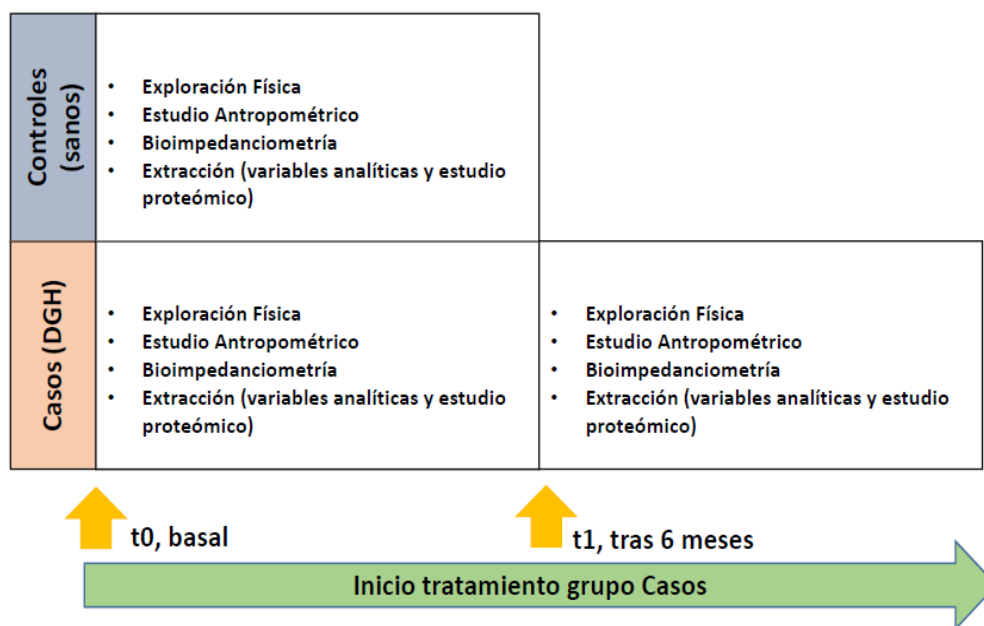 Controles
(sanos)
• Exploración Física
• Estudio Antropométrico
• Bioimpedanciometría
• Extracción (variables analíticas y estudio
proteómico)
Casos (DGH)
• Exploración Física
• Estudio Antropométrico
• Bioimpedanciometría
• Extracción (variables analíticas y estudio
proteómico)
• Exploración Física
• Estudio Antropométrico
• Bioimpedanciometría
• Extracción (variables analíticas y estudio
proteómico)
t0, basal
t1, tras 6 meses
Inicio tratamiento grupo Casos